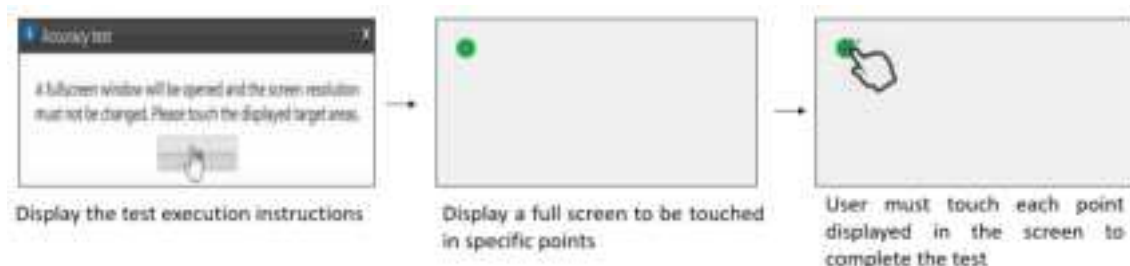 Accuracy test X
A fullscreen window will be opened and the screen resolution
must not be changed. Please touch the displayed target areas.
Display the test execution instructions
Display a full screen to be touched
in specific points
User must touch each point
displayed in the screen to
complete the test